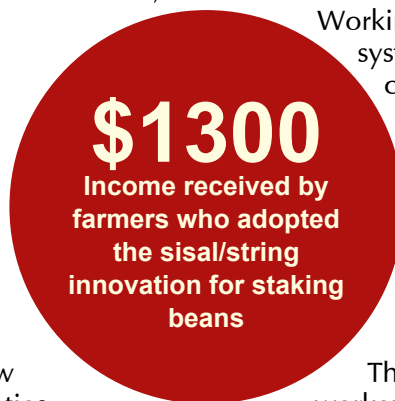 $1300
Income received by
farmers who adopted
the sisal/string
innovation for staking
beans